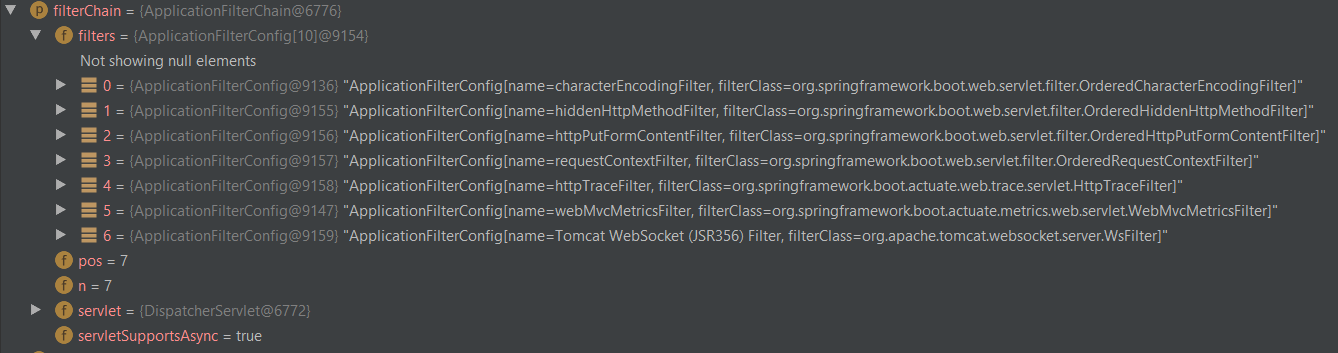 p filterChain = {ApplicationFilterChain@6776}
f filters = {ApplicationFilterConfig[10]@9154}
Not showing null elements
0 = {ApplicationFilterConfig@9136} "ApplicationFilterConfig[name=characterEncodingFilter, filterClass=org.springframework.boot.web.servlet.filter.OrderedCharacterEncodingFilter]"
1 = {ApplicationFilterConfig@9155} "ApplicationFilterConfig[name=hiddenHttpMethodFilter, filterClass=org.springframework.boot.web.servlet.filter.OrderedHiddenHttpMethodFilter]"
2 = {ApplicationFilterConfig@9156} "ApplicationFilterConfig[name=httpPutFormContentFilter, filterClass=org.springframework.boot.web.servlet.filter.OrderedHttpPutFormContentFilter]"
3 = {ApplicationFilterConfig@9157} "ApplicationFilterConfig[name=requestContextFilter, filterClass=org.springframework.boot.web.servlet.filter.OrderedRequestContextFilter]"
4 = {ApplicationFilterConfig@9158} "ApplicationFilterConfig[name=httpTraceFilter, filterClass=org.springframework.boot.actuate.web.trace.servlet.HttpTraceFilter]"
5 = {ApplicationFilterConfig@9147} "ApplicationFilterConfig[name=webMvcMetricsFilter, filterClass=org.springframework.boot.actuate.metrics.web.servlet.WebMvcMetricsFilter]"
6 = {ApplicationFilterConfig@9159} "ApplicationFilterConfig[name=Tomcat WebSocket (JSR356) Filter, filterClass=org.apache.tomcat.websocket.server.WsFilter]"
f pos = 7
f n = 7
f servlet = {DispatcherServlet@6772}
f servletSupportsAsync = true